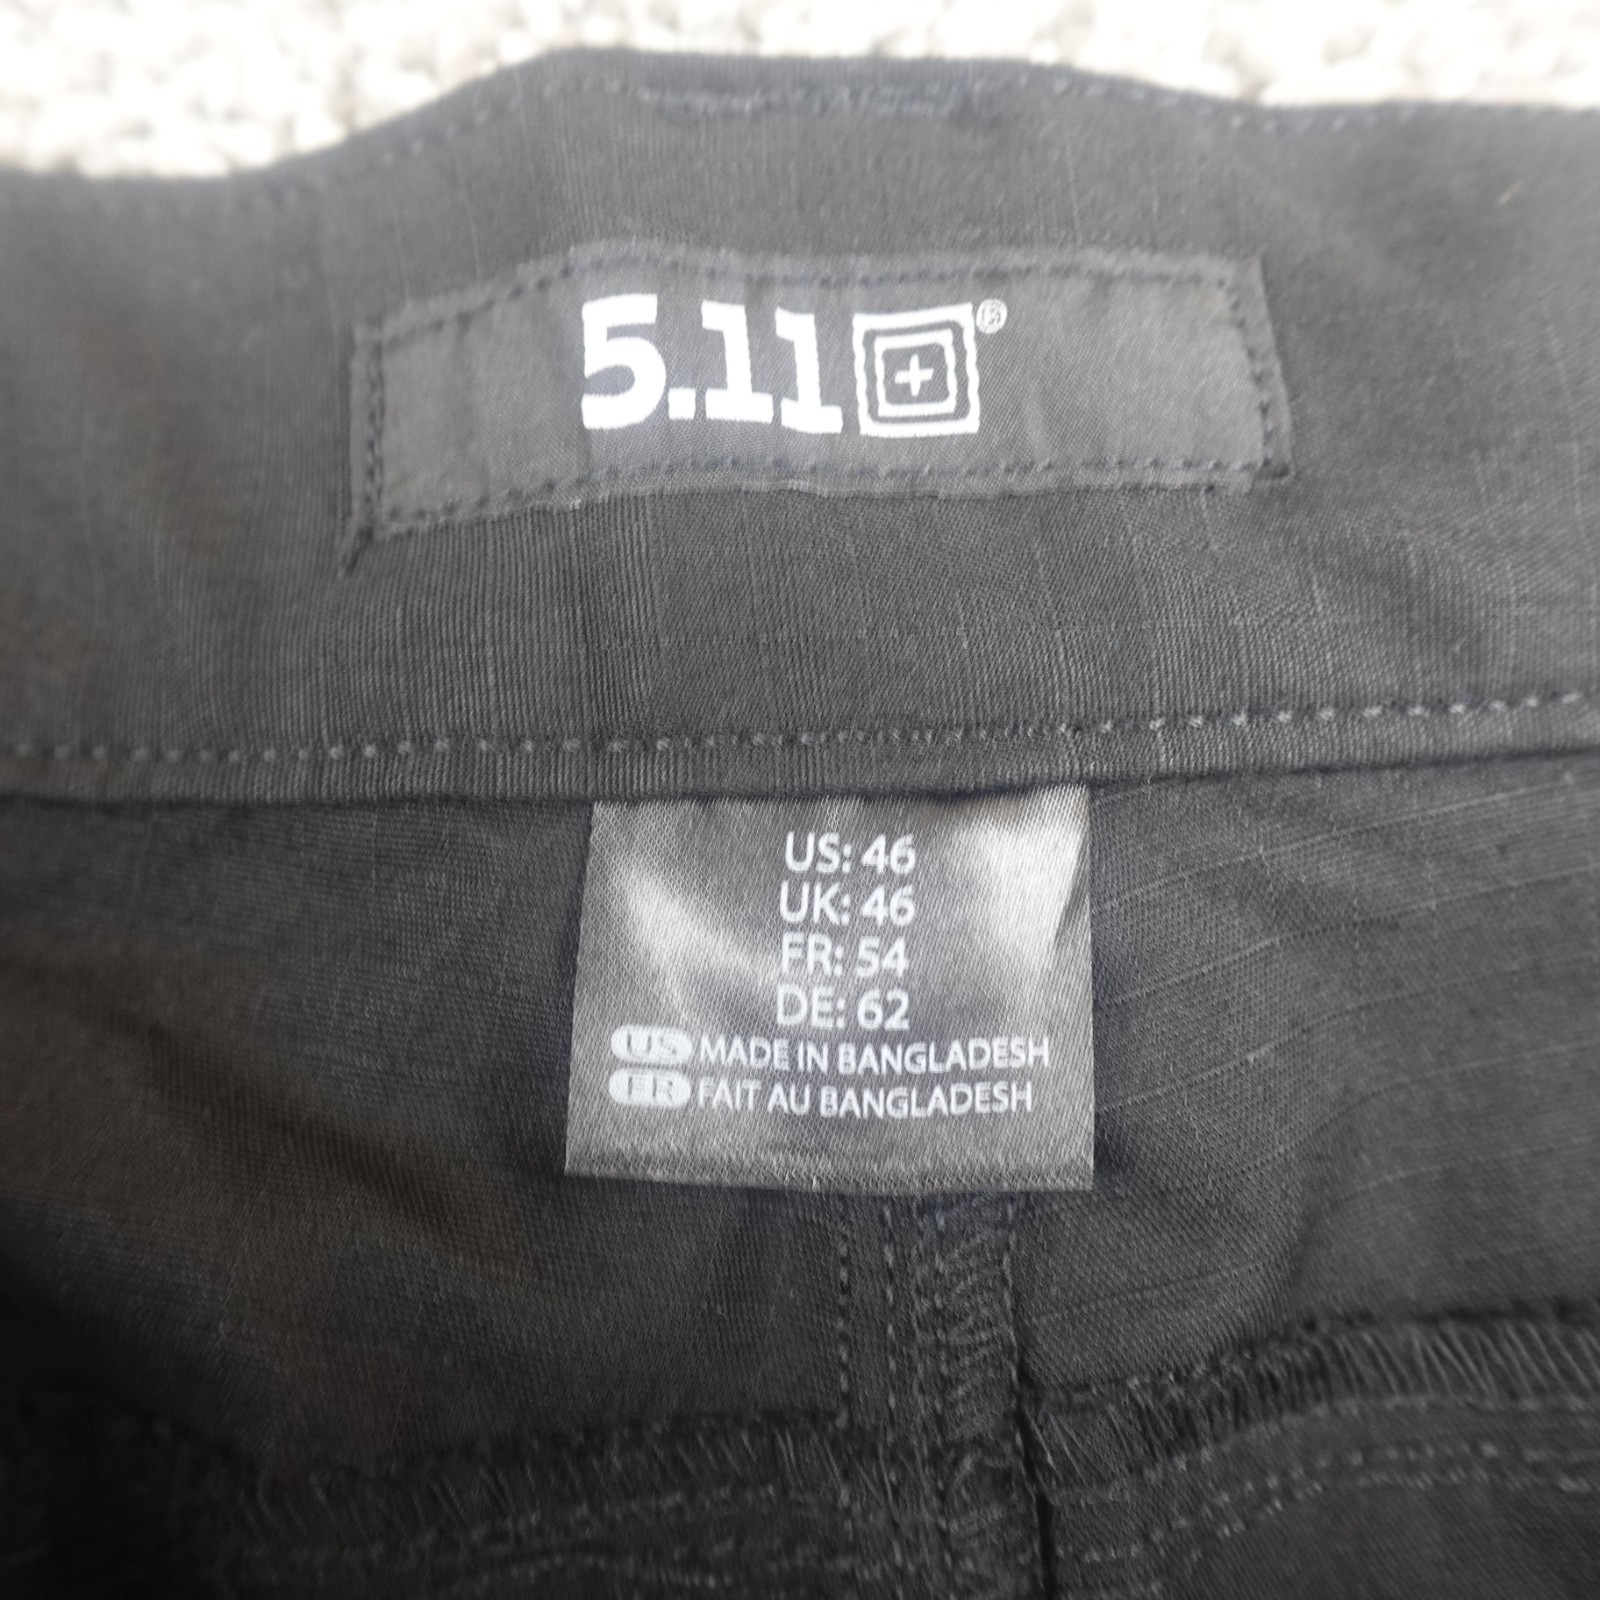 5.11®
US: 46
UK: 46
FR: 54
DE: 62
US MADE IN BANGLADESH
FR FAIT AU BANGLADESH